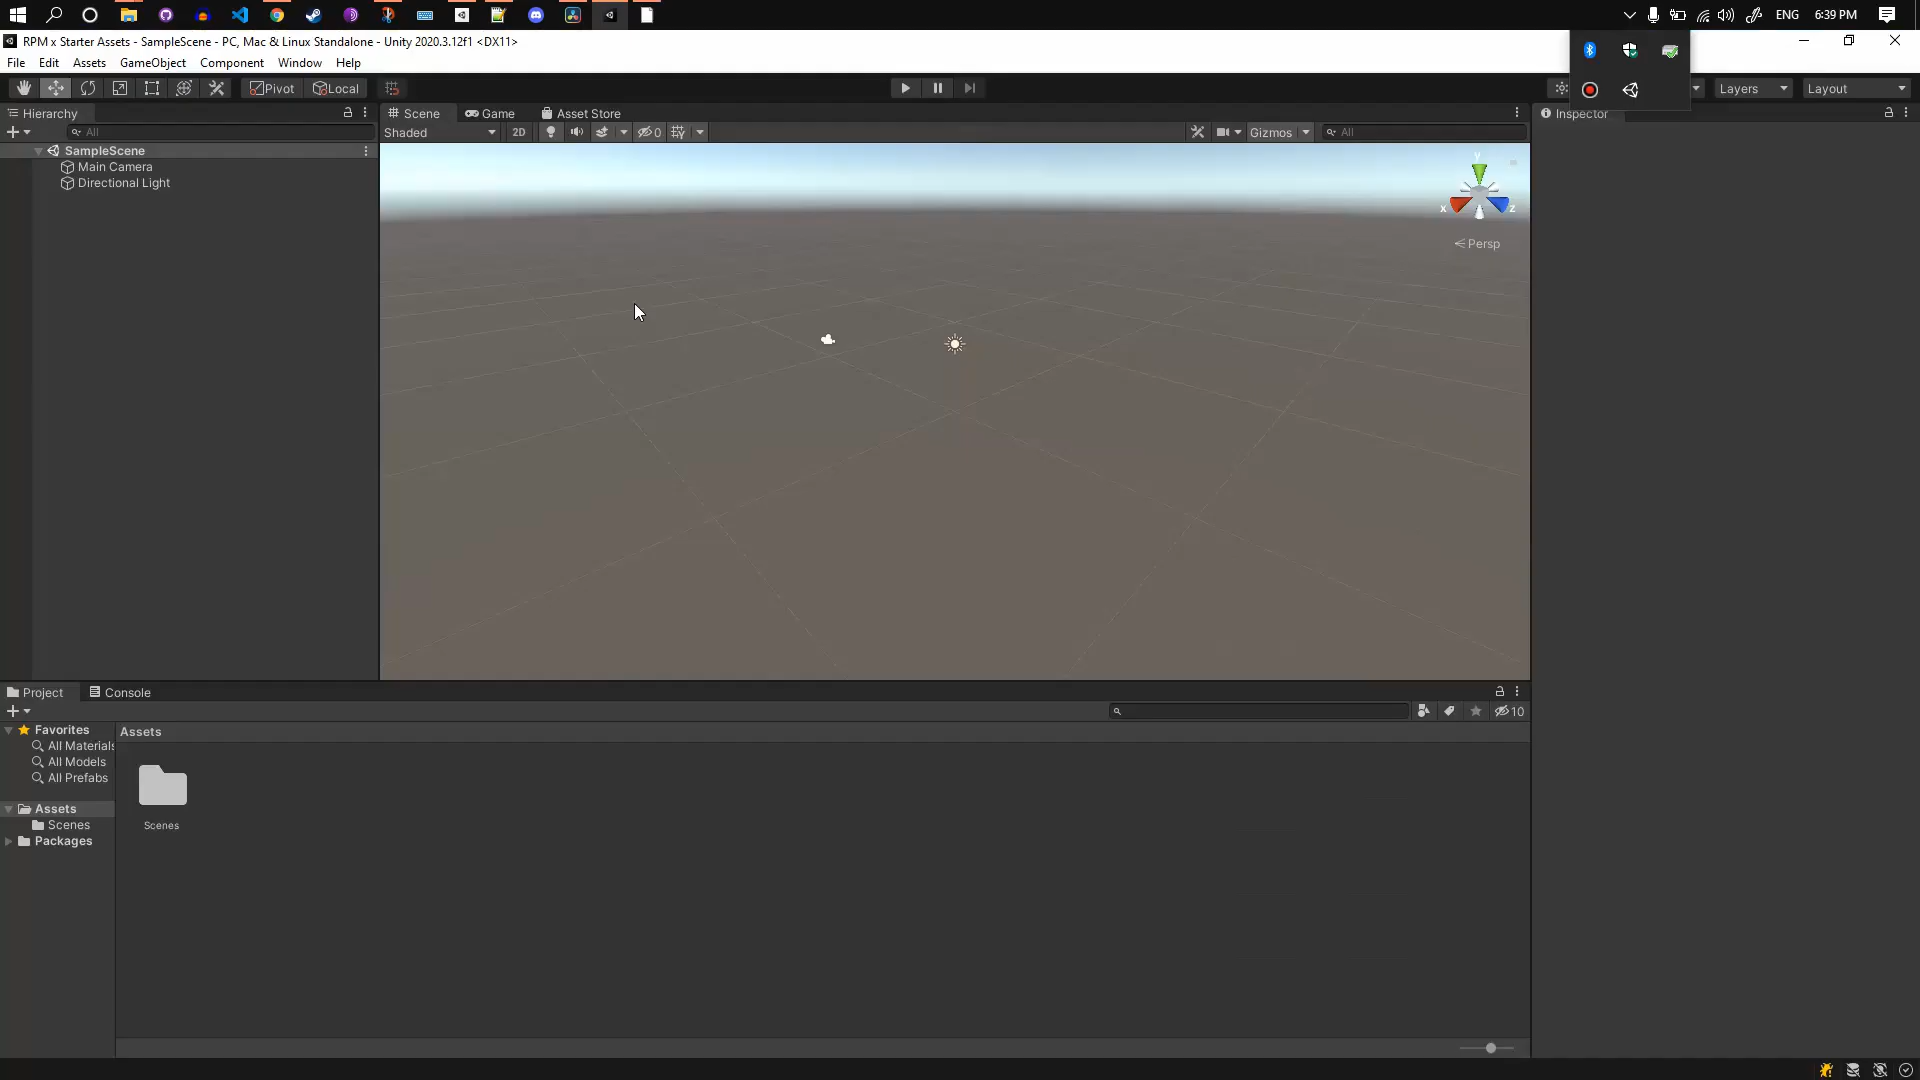 ENG 6:39 PM
RPM x Starter Assets - SampleScene - PC, Mac & Linux Standalone - Unity 2020.3.12f1 <DX11>
File Edit Assets GameObject Component Window Help
Pivot Local Layers Layout
Hierarchy
All
SampleScene
Main Camera
Directional Light
Scene Game Asset Store
Shaded 2D 0 Gizmos All
y
x z
Persp
Inspector
Project Console
10
Favorites
All Materials
All Models
All Prefabs
Assets
Scenes
Packages
Assets
Scenes